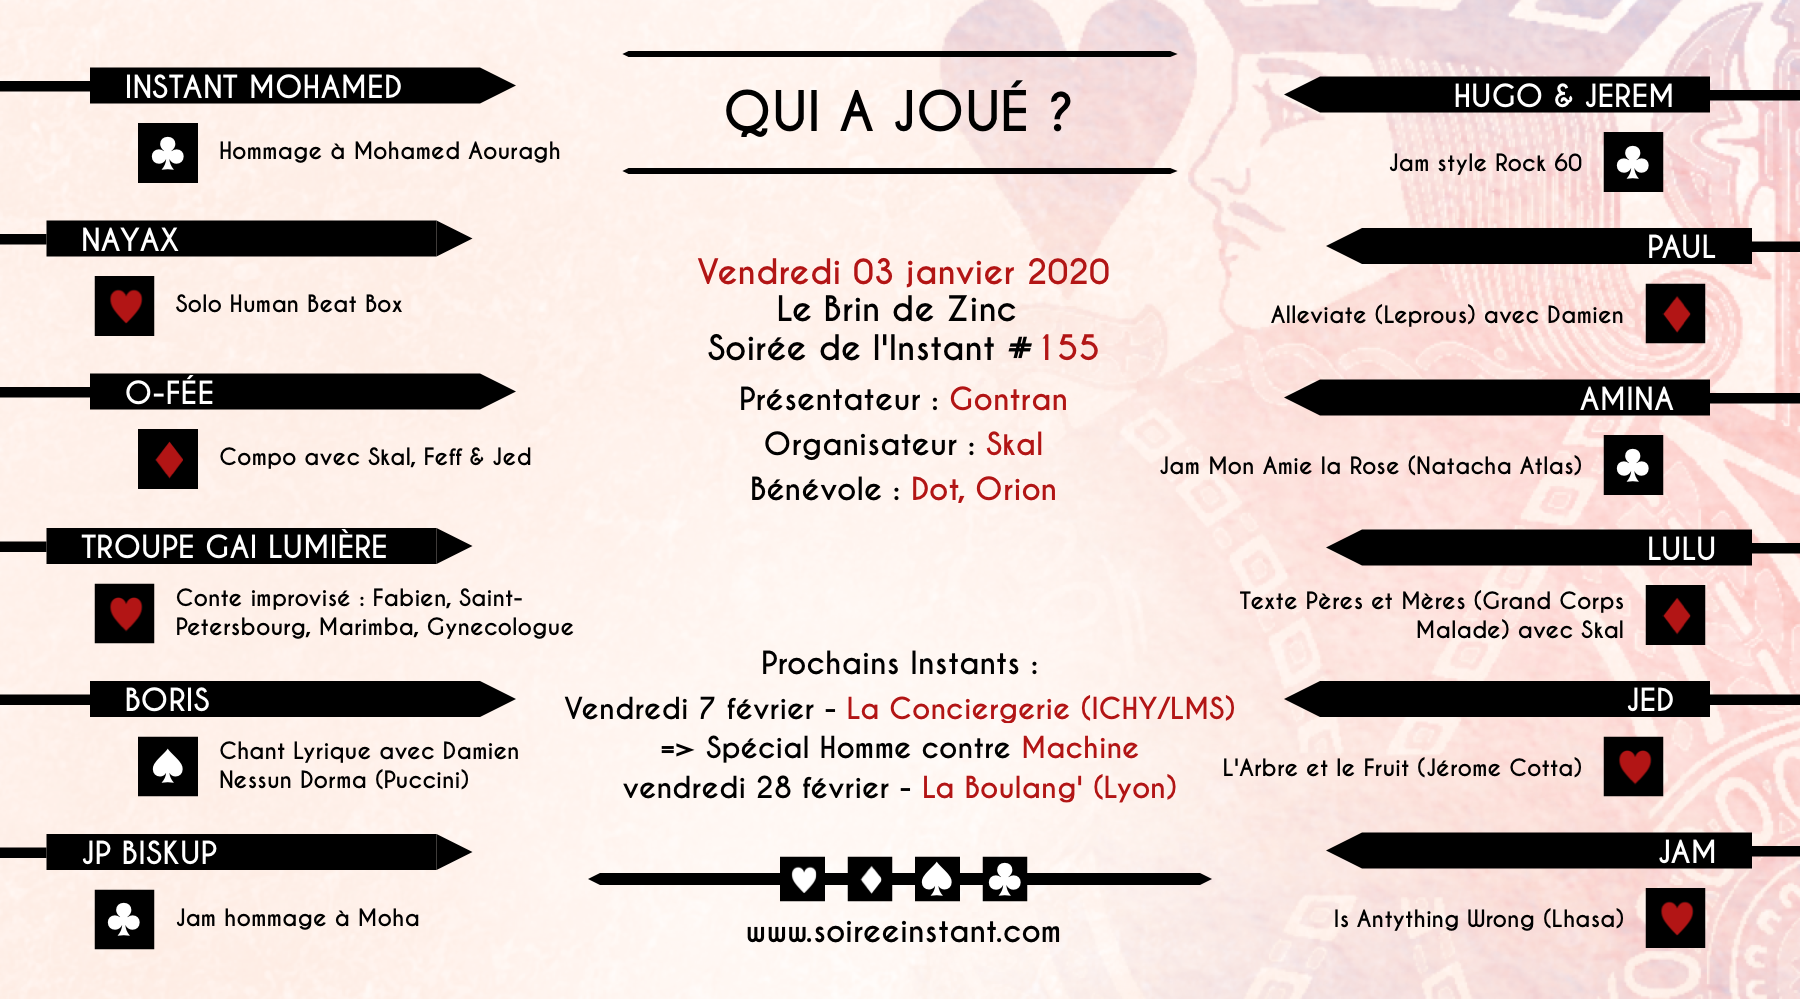 INSTANT MOHAMED
Hommage à Mohamed Aouragh
NAYAX
Solo Human Beat Box
O-FÉE
Compo avec Skal, Feff & Jed
TROUPE GAI LUMIÈRE
Conte improvisé : Fabien, Saint-
Petersbourg, Marimba, Gynecologue
BORIS
Chant Lyrique avec Damien
Nessun Dorma (Puccini)
JP BISKUP
Jam hommage à Moha
QUI A JOUÉ ?
Vendredi 03 janvier 2020
Le Brin de Zinc
Soirée de l'Instant #155
Présentateur : Gontran
Organisateur : Skal
Bénévole : Dot, Orion
Prochains Instants :
Vendredi 7 février - La Conciergerie (ICHY/LMS)
=> Spécial Homme contre Machine
vendredi 28 février - La Boulang' (Lyon)
www.soireeinstant.com
HUGO & JEREM
Jam style Rock 60
PAUL
Alleviate (Leprous) avec Damien
AMINA
Jam Mon Amie la Rose (Natacha Atlas)
LULU
Texte Pères et Mères (Grand Corps
Malade) avec Skal
JED
L'Arbre et le Fruit (Jérome Cotta)
JAM
Is Antything Wrong (Lhasa)